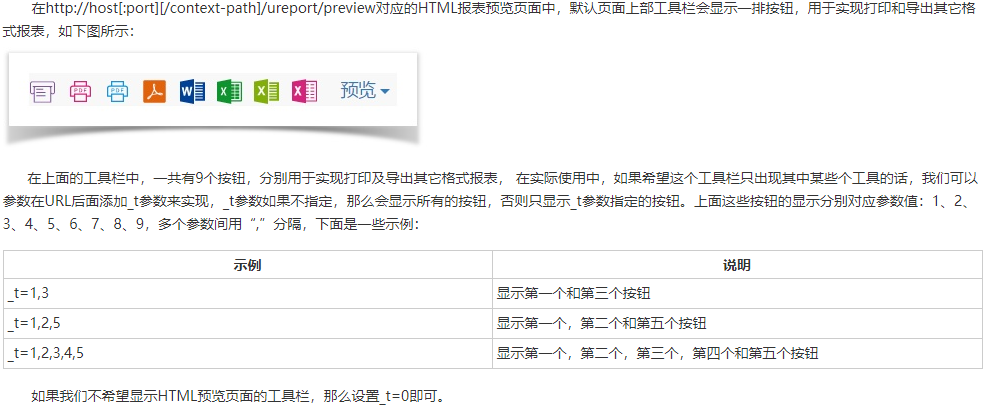 在http://host[:port][/context-path]/ureport/preview对应的HTML报表预览页面中，默认页面上部工具栏会显示一排按钮，用于实现打印和导出其它格
式报表，如下图所示：
PDF PDF W X X X 预览
在上面的工具栏中，一共有9个按钮，分别用于实现打印及导出其它格式报表， 在实际使用中，如果希望这个工具栏只出现其中某些个工具的话，我们可以
参数在URL后面添加_t参数来实现，_t参数如果不指定，那么会显示所有的按钮，否则只显示_t参数指定的按钮。上面这些按钮的显示分别对应参数值：1、2、
3、4、5、6、7、8、9，多个参数间用“,”分隔，下面是一些示例：
示例 说明
_t=1,3 显示第一个和第三个按钮
_t=1,2,5 显示第一个，第二个和第五个按钮
_t=1,2,3,4,5 显示第一个，第二个，第三个，第四个和第五个按钮
如果我们不希望显示HTML预览页面的工具栏，那么设置_t=0即可。